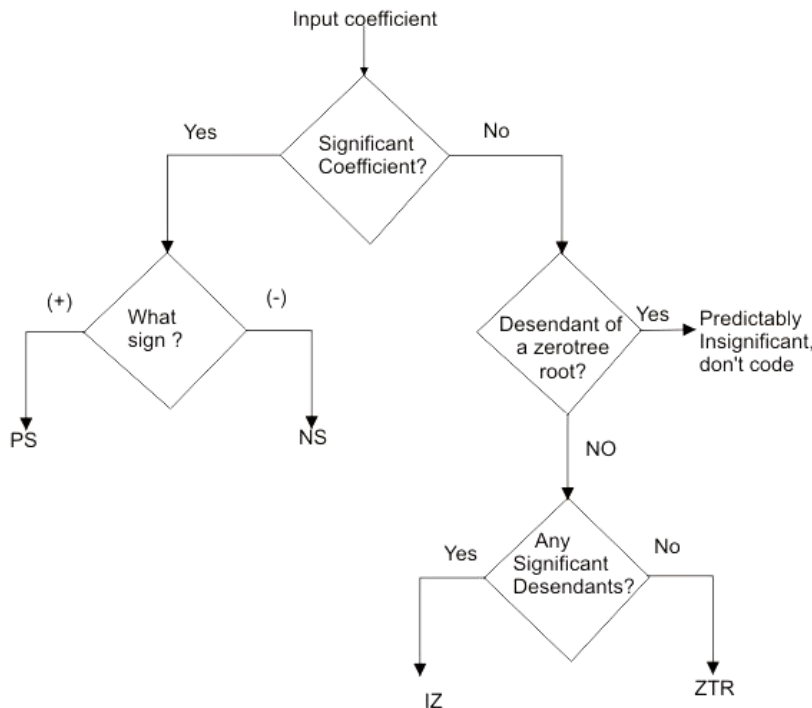 Input coefficient
Yes
No
Significant
Coefficient?
(+)
(-)
What
sign ?
Desendant of
a zerotree
root?
Yes
Predictably
Insignificant,
don't code
PS
NS
NO
Yes
No
Any
Significant
Desendants?
IZ
ZTR